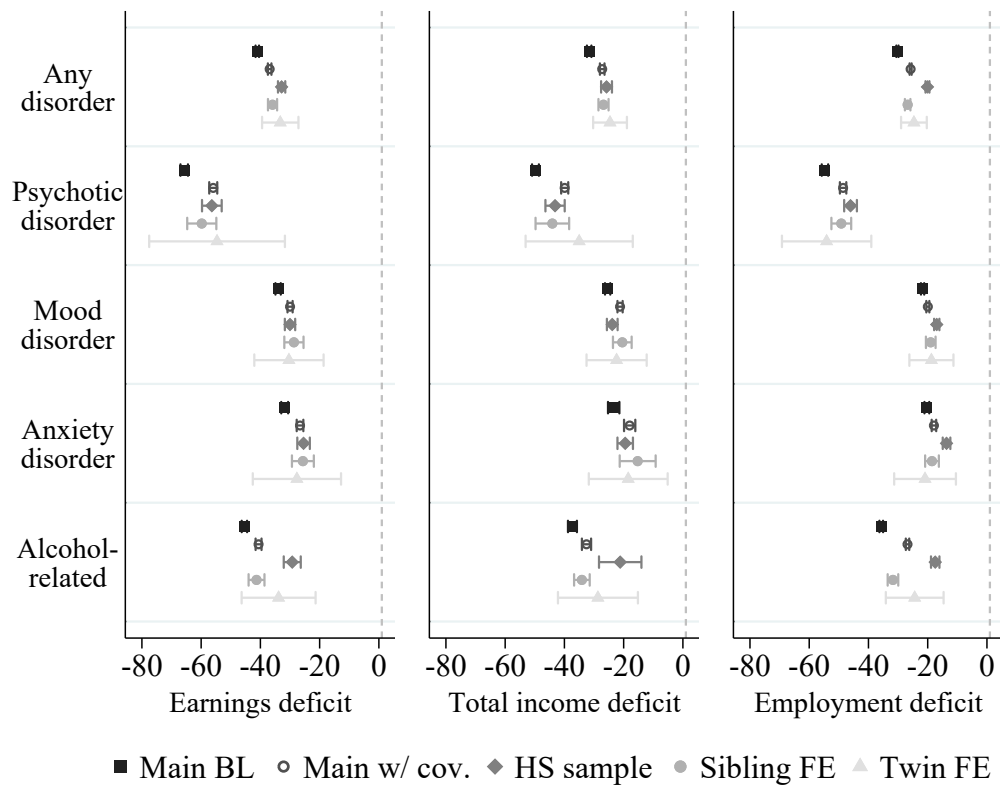 Any
disorder
Psychotic
disorder
Mood
disorder
Anxiety
disorder
Alcohol-
related
-80 -60 -40 -20 0 -80 -60 -40 -20 0 -80 -60 -40 -20 0
Earnings deficit Total income deficit Employment deficit
Main BL Main w/ cov. HS sample Sibling FE Twin FE